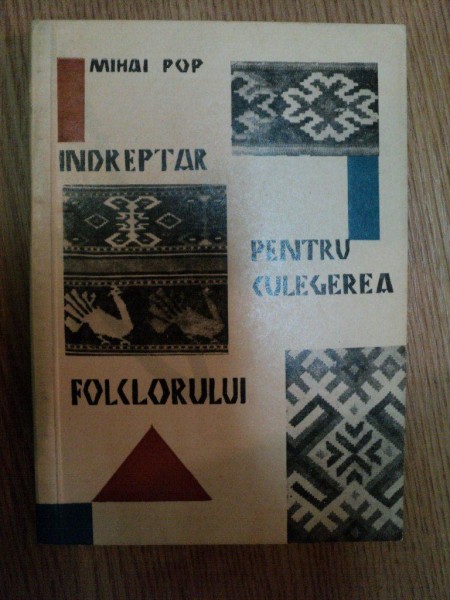 MIHAI POP
INDREPTAR
PENTRU
CULEGEREA
FOLCLORULUI